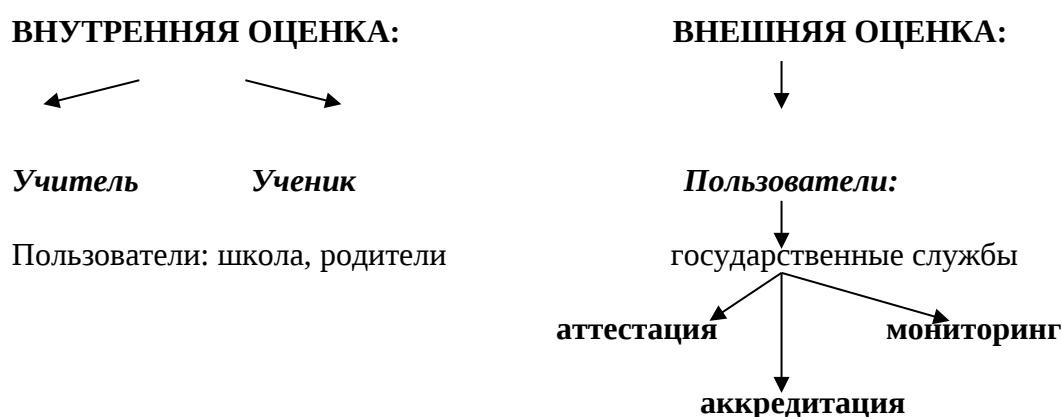 ВНУТРЕННЯЯ ОЦЕНКА: ВНЕШНЯЯ ОЦЕНКА:
Учитель Ученик Пользователи:
Пользователи: школа, родители государственные службы
аттестация мониторинг
аккредитация